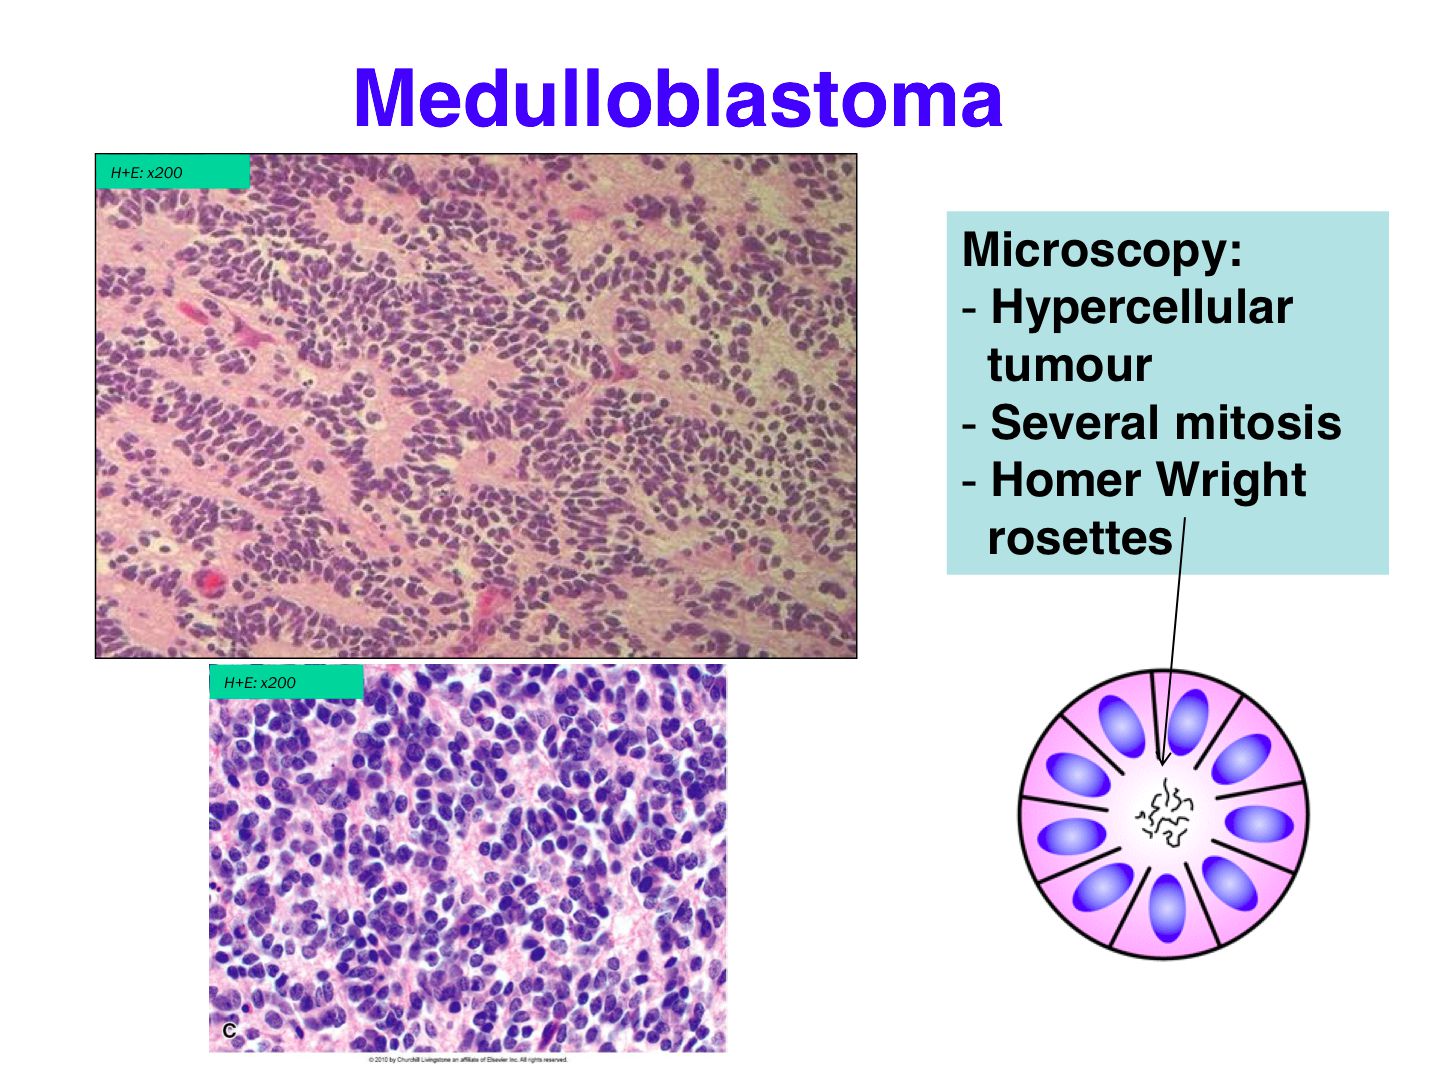 Medulloblastoma
H+E: x200
Microscopy:
- Hypercellular
tumour
- Several mitosis
- Homer Wright
rosettes
H+E: x200
C
© 2010 by Churchill Livingstone an affiliate of Elsevier Inc. All rights reserved.